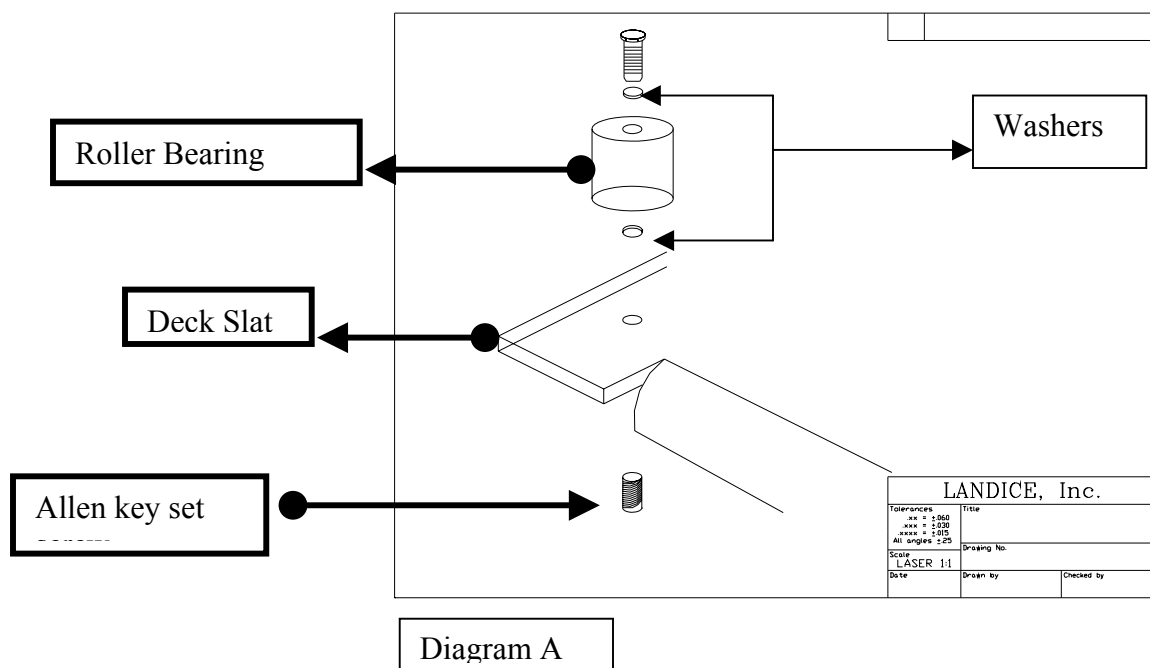 Washers
Roller Bearing
Deck Slat
Allen key set
LANDICE, Inc.
Tolerances
.xx = ±.060
.xxx = ±.030
.xxxx = ±.015
All angles ±.25
Title
Drawing No.
Scale
LASER 1:1
Date
Drawn by
Checked by
Diagram A